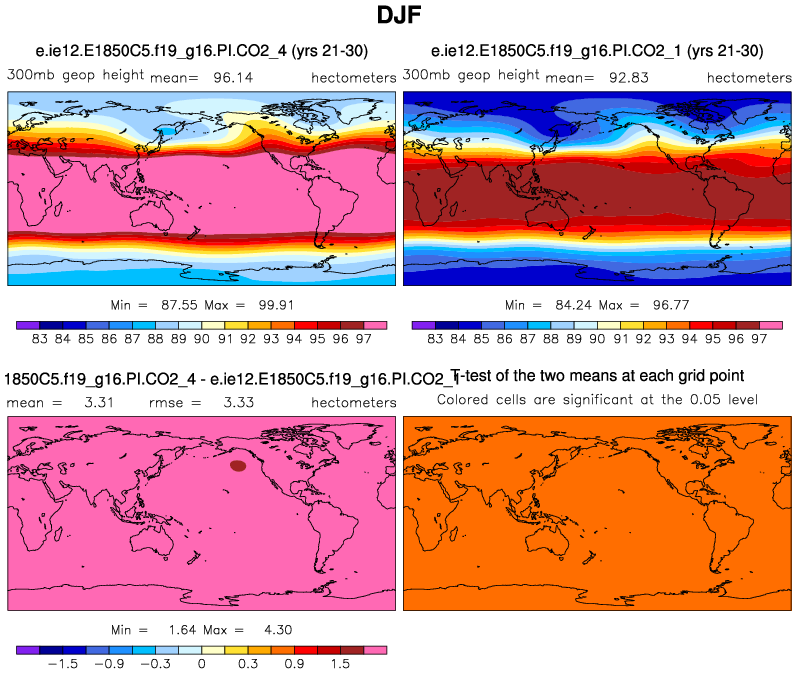 DJF
e.ie12.E1850C5.f19_g16.PI.CO2_4 (yrs 21-30)
300mb geop height mean= 96.14 hectometers
Min = 87.55 Max = 99.91
83 84 85 86 87 88 89 90 91 92 93 94 95 96 97
e.ie12.E1850C5.f19_g16.PI.CO2_1 (yrs 21-30)
300mb geop height mean= 92.83 hectometers
Min = 84.24 Max = 96.77
83 84 85 86 87 88 89 90 91 92 93 94 95 96 97
1850C5.f19_g16.PI.CO2_4 - e.ie12.E1850C5.f19_g16.PI.CO2_1
mean = 3.31 rmse = 3.33 hectometers
Min = 1.64 Max = 4.30
-1.5 -0.9 -0.3 0 0.3 0.9 1.5
T-test of the two means at each grid point
Colored cells are significant at the 0.05 level